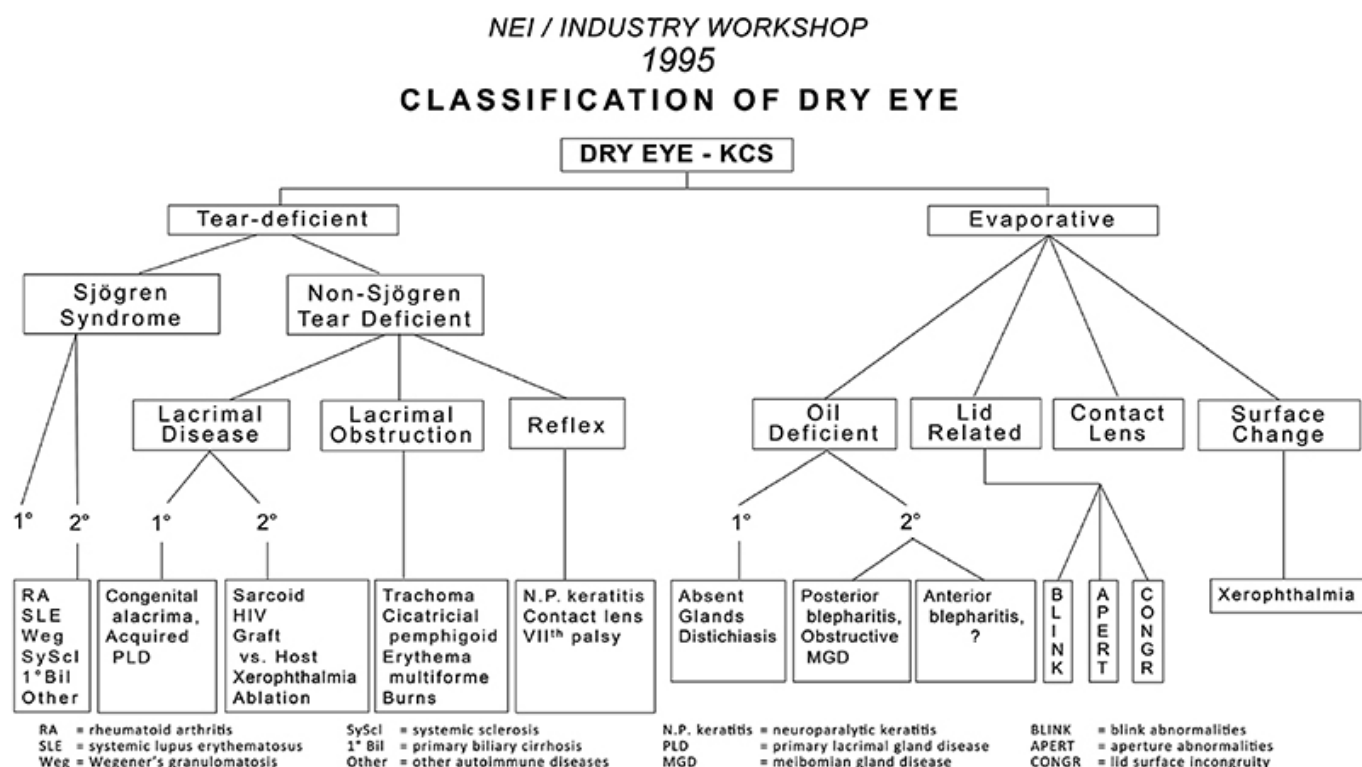 NEI / INDUSTRY WORKSHOP
1995
CLASSIFICATION OF DRY EYE
DRY EYE - KCS
Tear-deficient
Evaporative
Sjögren
Syndrome
Non-Sjögren
Tear Deficient
Lacrimal
Disease
Lacrimal
Obstruction
Reflex
Oil
Deficient
Lid
Related
Contact
Lens
Surface
Change
1° 2° 1° 2° 1° 2°
RA
SLE
Weg
SyScl
1°Bil
Other
Congenital
alacrima,
Acquired
PLD
Sarcoid
HIV
Graft
vs. Host
Xerophthalmia
Ablation
Trachoma
Cicatricial
pemphigoid
Erythema
multiforme
Burns
N.P. keratitis
Contact lens
VIIth palsy
Absent
Glands
Distichiasis
Posterior
blepharitis,
Obstructive
MGD
Anterior
blepharitis,
?
BLINK
APERT
CONGR
Xerophthalmia
RA = rheumatoid arthritis
SLE = systemic lupus erythematosus
Weg = Wegener's granulomatosis
SyScl = systemic sclerosis
1° Bil = primary biliary cirrhosis
Other = other autoimmune diseases
N.P. keratitis = neuroparalytic keratitis
PLD = primary lacrimal gland disease
MGD = meibomian gland disease
BLINK = blink abnormalities
APERT = aperture abnormalities
CONGR = lid surface incongruity